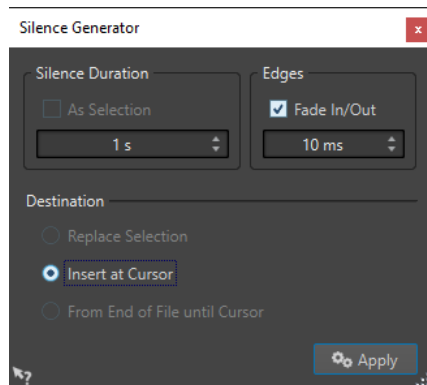 Silence Generator
x
Silence Duration
Edges
As Selection
Fade In/Out
1 s
10 ms
Destination
Replace Selection
Insert at Cursor
From End of File until Cursor
Apply
?